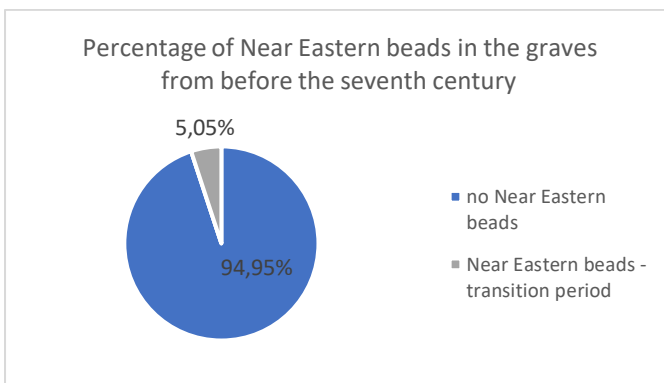 Percentage of Near Eastern beads in the graves
from before the seventh century
5,05%
94,95%
no Near Eastern
beads
Near Eastern beads -
transition period